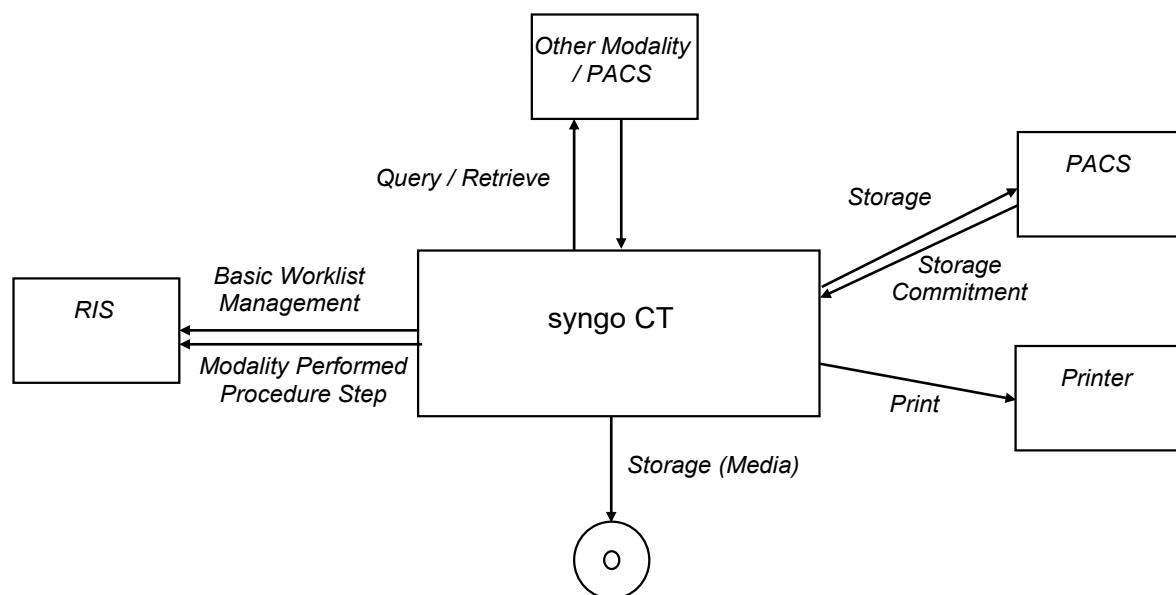 Other Modality
/ PACS
PACS
Query / Retrieve
Storage
Basic Worklist
Management
Storage
Commitment
RIS
syngo CT
Modality Performed
Procedure Step
Printer
Print
Storage (Media)